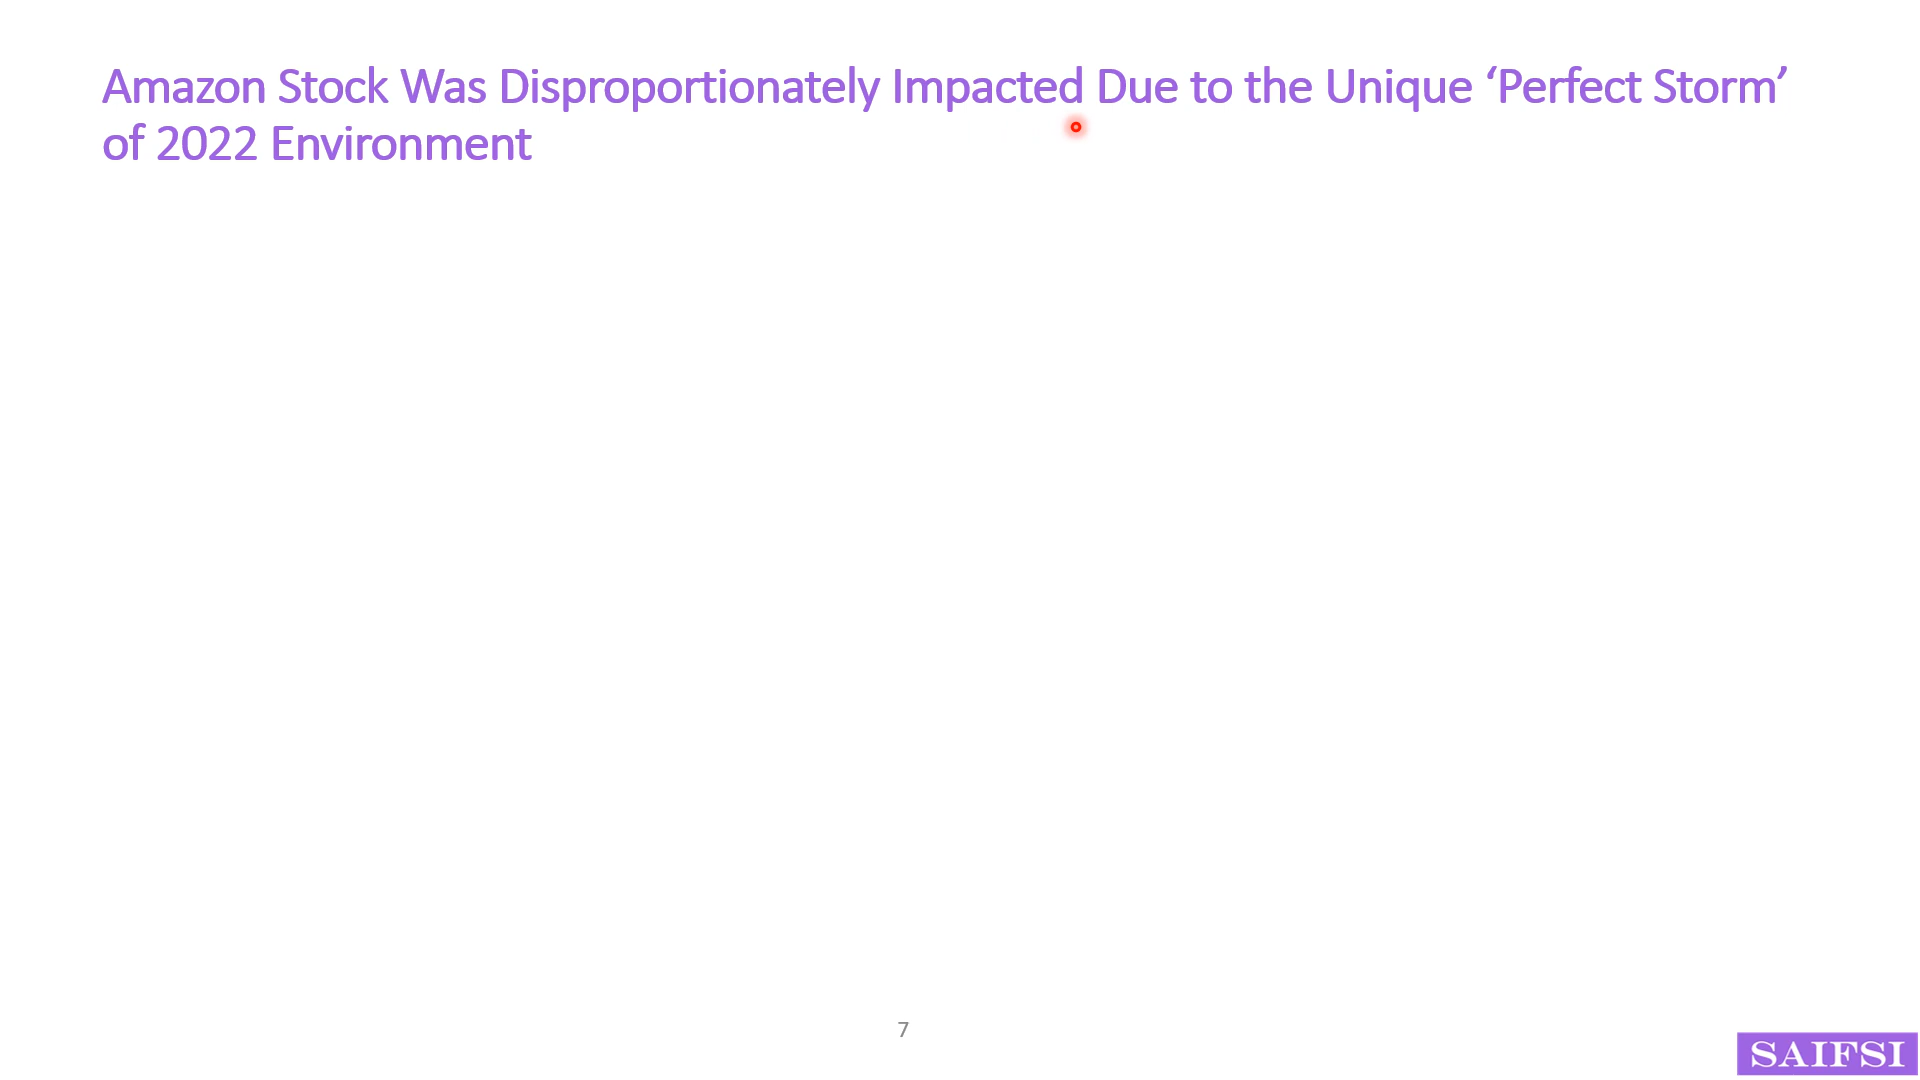 Amazon Stock Was Disproportionately Impacted Due to the Unique ‘Perfect Storm’
of 2022 Environment
7
SAIFSI